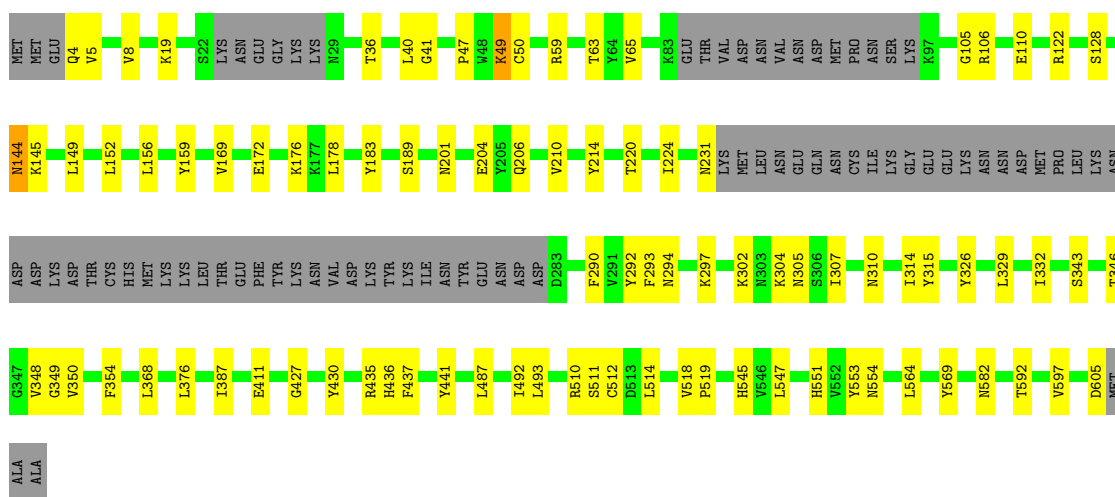 MET MET GLU Q4 V5 V8 K19 S22 LYS ASN GLU GLY LYS LYS N29 T36 L40 G41 P47 W48 K49 C50 R59 T63 Y64 V65 K83 GLU THR VAL ASP ASN VAL ASN ASP MET PRO ASN SER LYS K97 G105 R106 E110 R122 S128
N144 K145 L149 L152 L156 Y159 V169 E172 K176 K177 L178 Y183 S189 N201 E204 Y205 Q206 V210 Y214 T220 I224 N231 LYS MET LEU ASN GLU GLN ASN CYS ILE LYS GLY GLU GLU LYS ASN ASN ASP MET PRO LEU LYS ASN
ASP ASP LYS ASP THR CYS HIS MET LYS LYS LEU THR GLU PHE TYR LYS ASN VAL ASP LYS TYR LYS ILE ASN TYR GLU ASN ASP ASP D283 F290 V291 Y292 F293 N294 K297 K302 N303 K304 N305 S306 I307 N310 I314 Y315 Y326 L329 I332 S343 T346
G347 V348 G349 V350 F354 L368 L376 I387 E411 G427 Y430 R435 H436 F437 Y441 L487 I492 L493 R510 S511 C512 D513 L514 V518 P519 H545 V546 L547 H551 V552 Y553 N554 L564 Y569 N582 T592 V597 D605 MET
ALA ALA